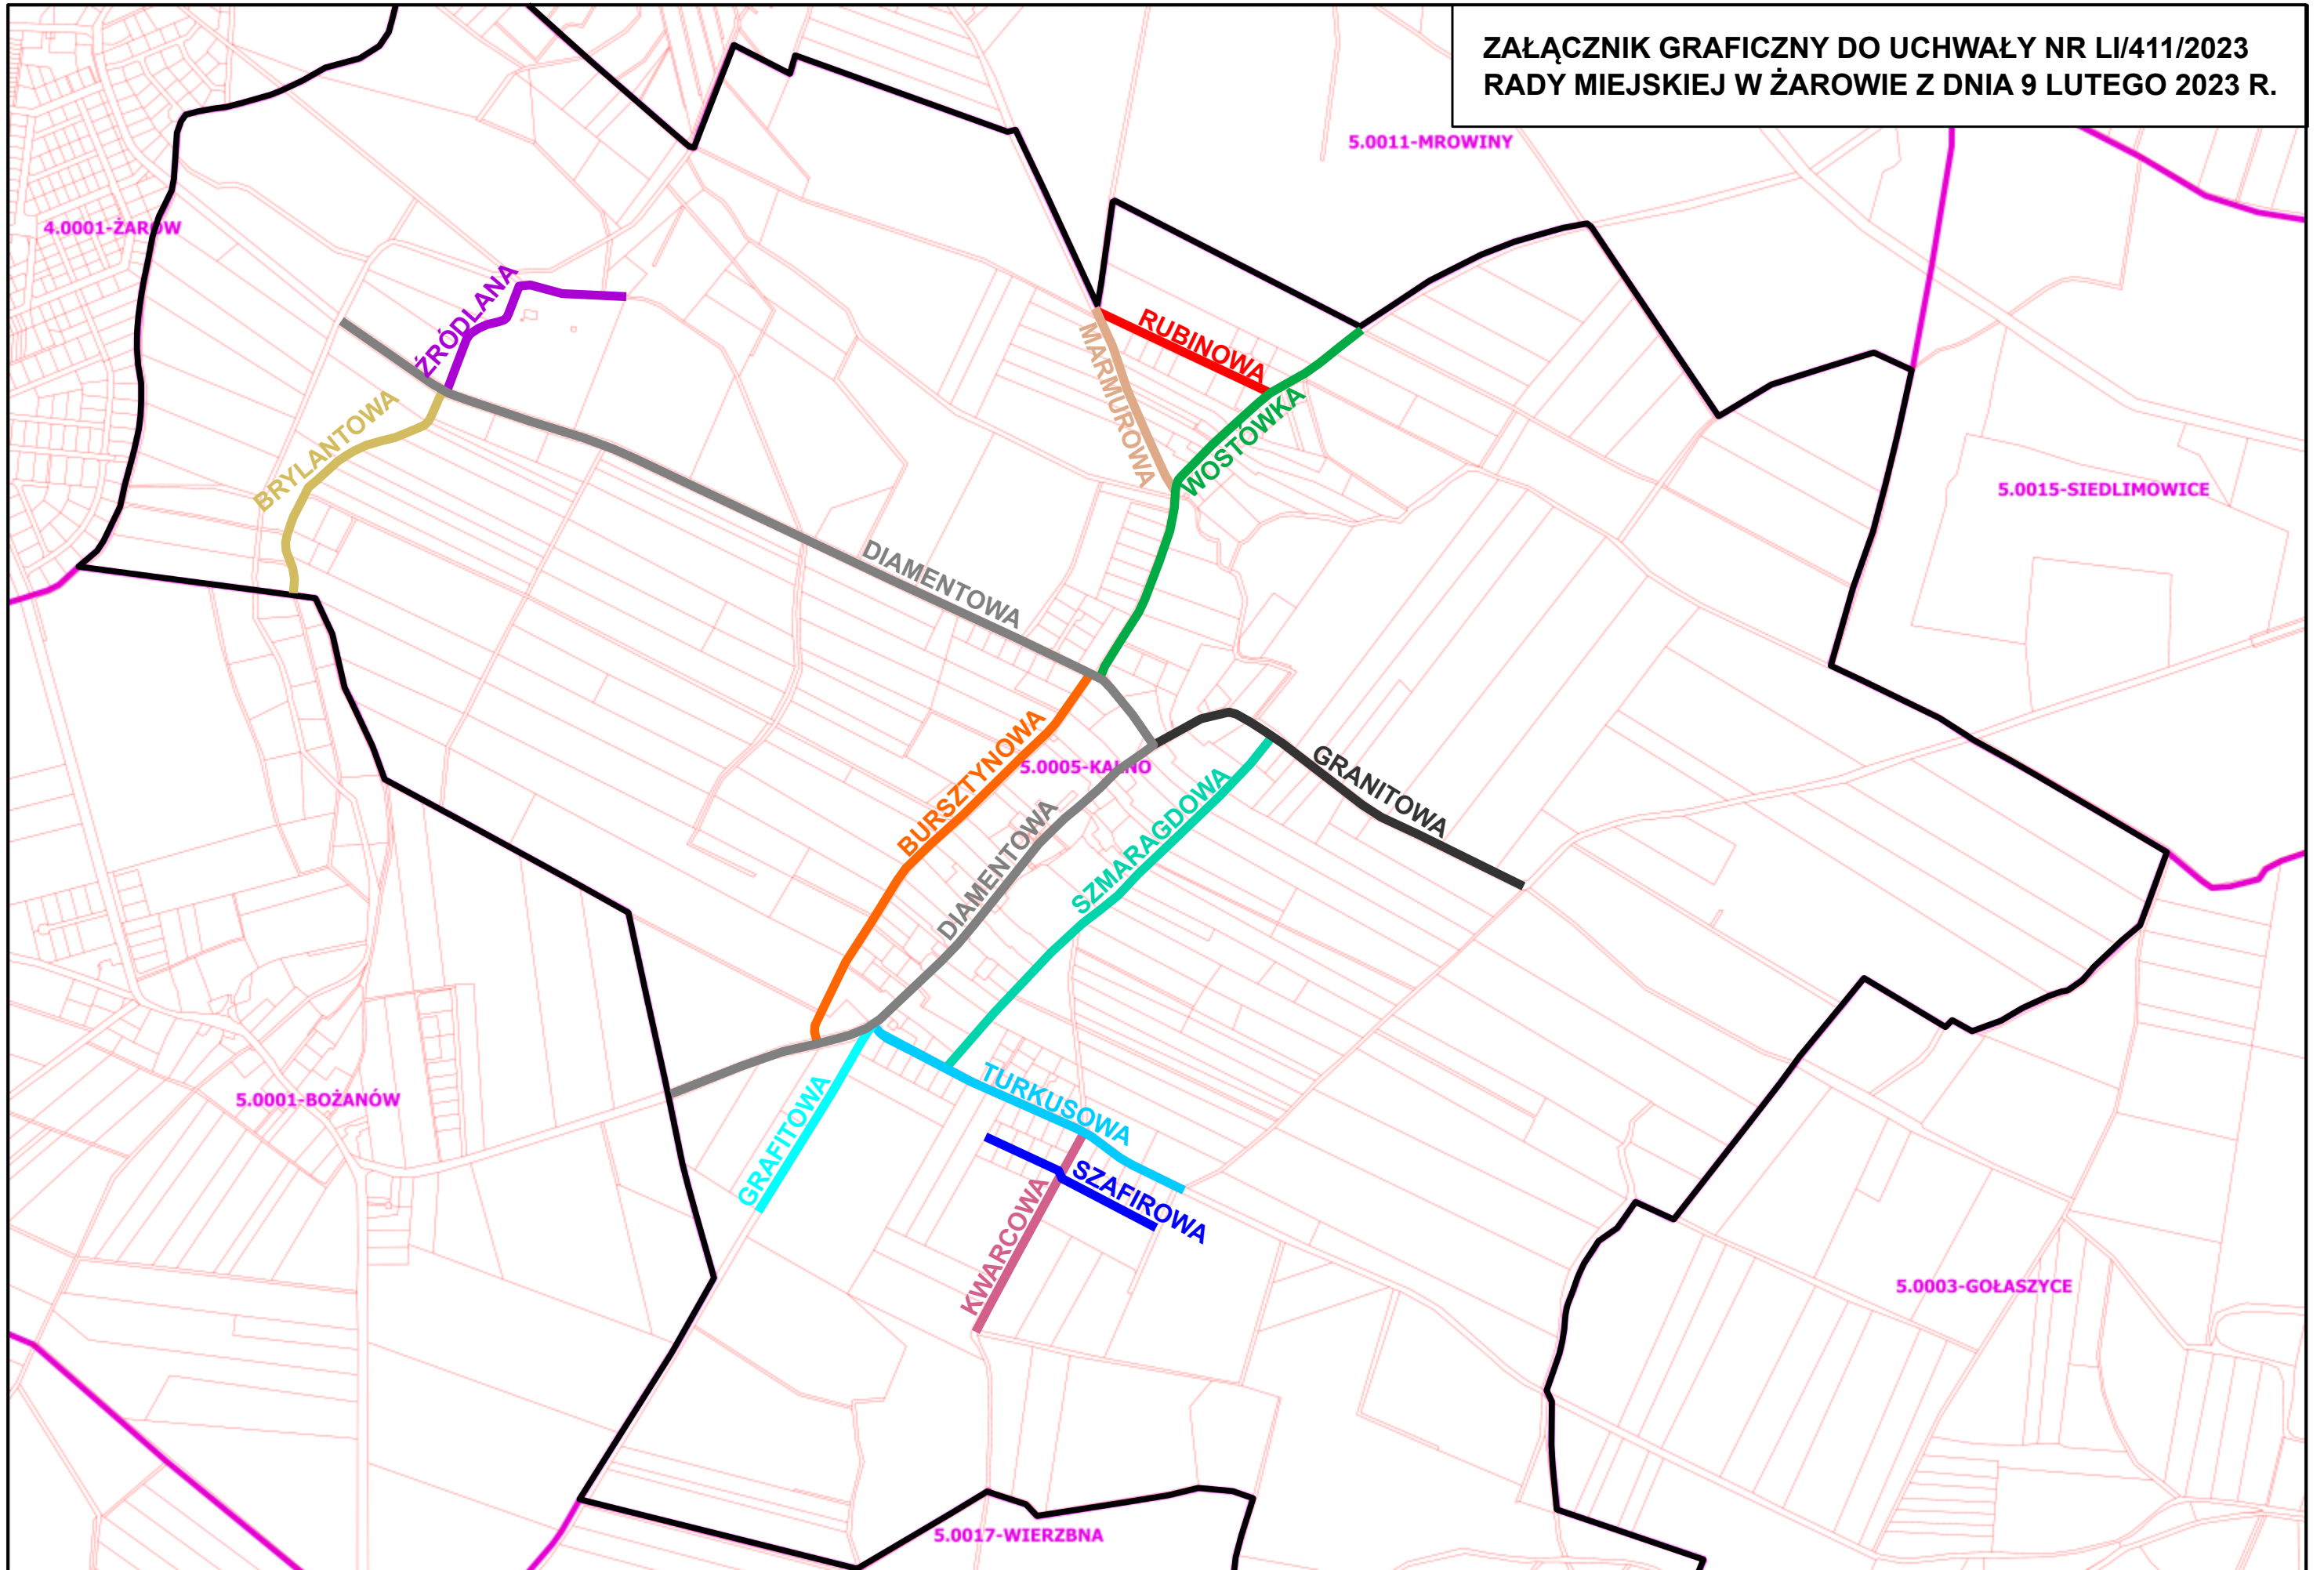 ZAŁĄCZNIK GRAFICZNY DO UCHWAŁY NR LI/411/2023
RADY MIEJSKIEJ W ŻAROWIE Z DNIA 9 LUTEGO 2023 R.
5.0011-MROWINY
4.0001-ŻARÓW
ŹRÓDLANA
RUBINOWA
MARMUROWA
BRYLANTOWA
WOSTÓWKA
5.0015-SIEDLIMOWICE
DIAMENTOWA
BURSZTYNOWA
5.0005-KALNO
GRANITOWA
SZMARAGDOWA
DIAMENTOWA
TURKUSOWA
5.0001-BOŻANÓW
GRAFITOWA
SZAFIROWA
KWARCOWA
5.0003-GOŁASZYCE
5.0017-WIERZBNA